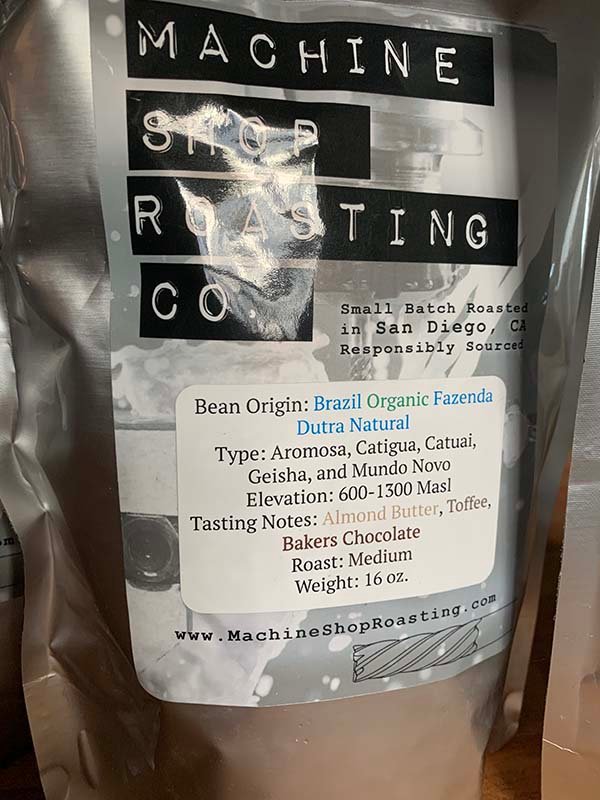 MACHINE
SHOP
ROASTING
CO.
Small Batch Roasted
in San Diego, CA
Responsibly Sourced
Bean Origin: Brazil Organic Fazenda
Dutra Natural
Type: Aromosa, Catigua, Catuai,
Geisha, and Mundo Novo
Elevation: 600-1300 Masl
Tasting Notes: Almond Butter, Toffee,
Bakers Chocolate
Roast: Medium
Weight: 16 oz.
www.MachineShopRoasting.com